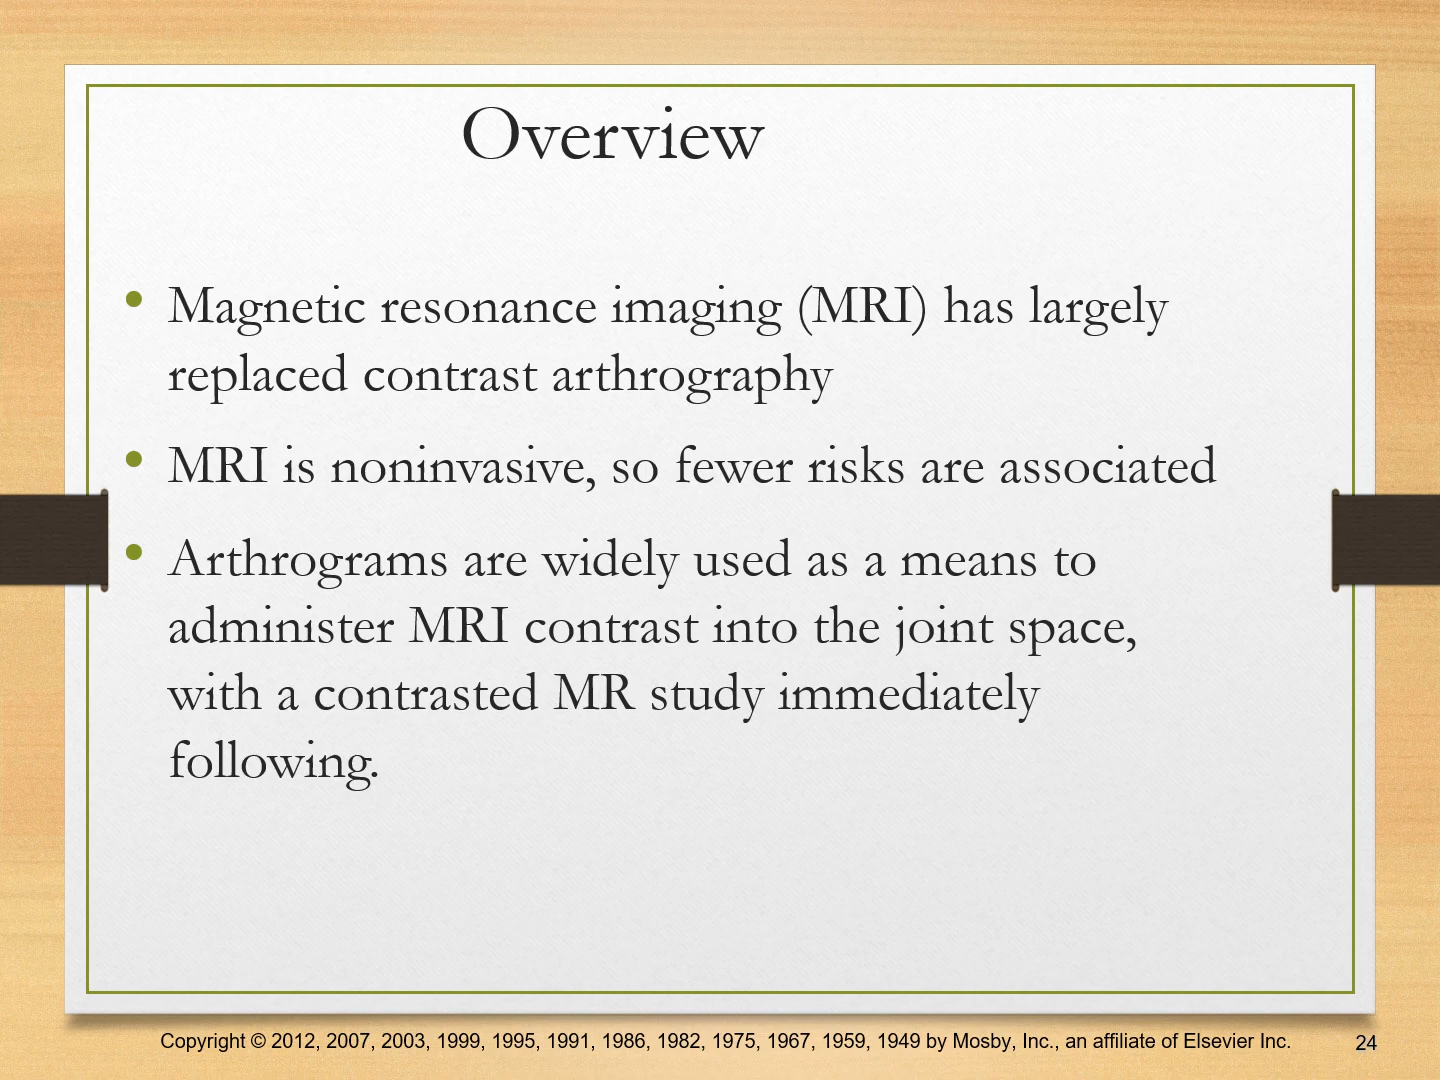 Overview
• Magnetic resonance imaging (MRI) has largely
replaced contrast arthrography
• MRI is noninvasive, so fewer risks are associated
• Arthrograms are widely used as a means to
administer MRI contrast into the joint space,
with a contrasted MR study immediately
following.
Copyright © 2012, 2007, 2003, 1999, 1995, 1991, 1986, 1982, 1975, 1967, 1959, 1949 by Mosby, Inc., an affiliate of Elsevier Inc.
24